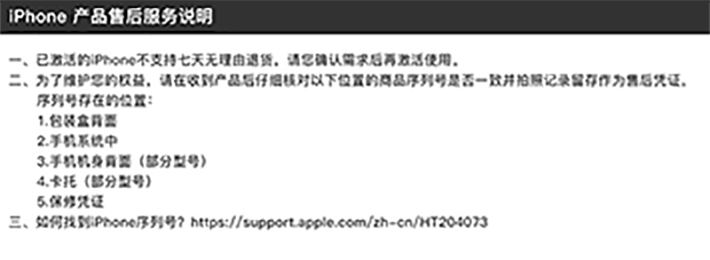 iPhone 产品售后服务说明
一、已激活的iPhone不支持七天无理由退货，请您确认需求后再激活使用。
二、为了维护您的权益，请在收到产品后仔细核对以下位置的商品序列号是否一致并拍照记录留存作为售后凭证。
序列号存在的位置：
1.包装盒背面
2.手机系统中
3.手机机身背面（部分型号）
4.卡托（部分型号）
5.保修凭证
三、如何找到iPhone序列号？https://support.apple.com/zh-cn/HT204073